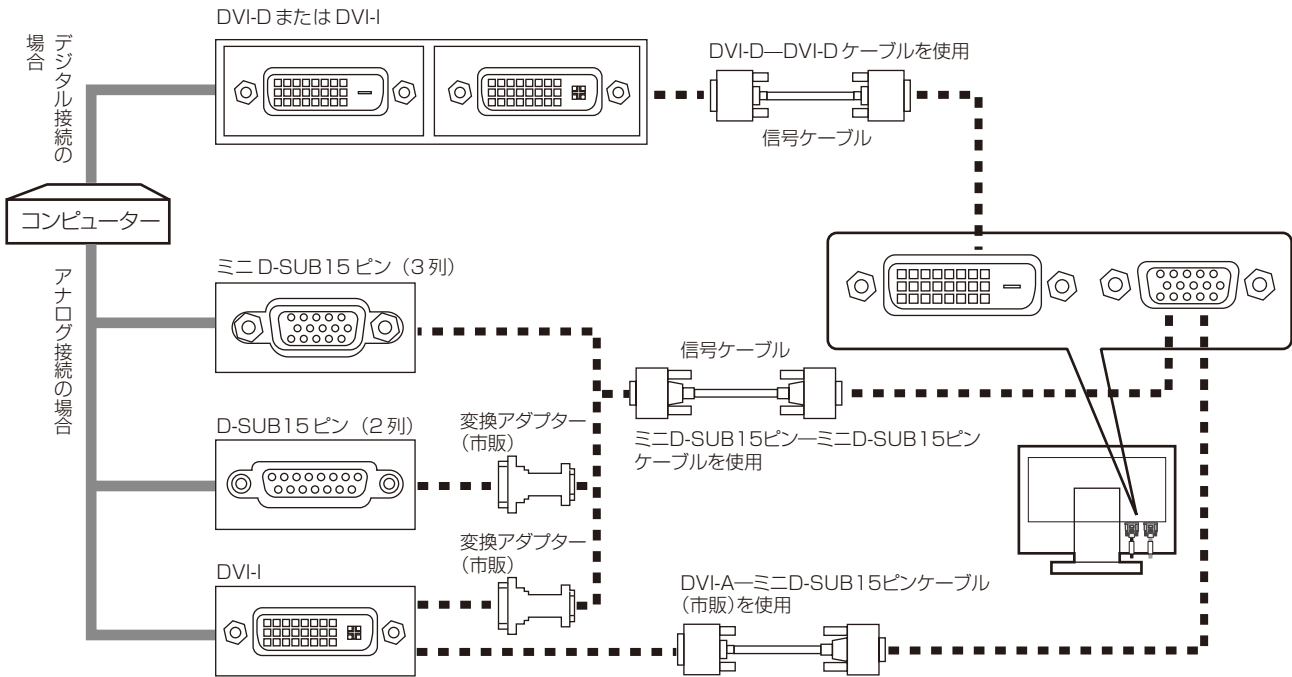 DVI-D または DVI-I
デジタル接続の
場合
DVI-D―DVI-D ケーブルを使用
信号ケーブル
コンピューター
アナログ接続の場合
ミニ D-SUB15 ピン（3 列）
信号ケーブル
ミニD-SUB15ピン―ミニD-SUB15ピン
ケーブルを使用
D-SUB15 ピン（2 列）
変換アダプター
（市販）
変換アダプター
（市販）
DVI-I
DVI-A―ミニD-SUB15ピンケーブル
（市販）を使用